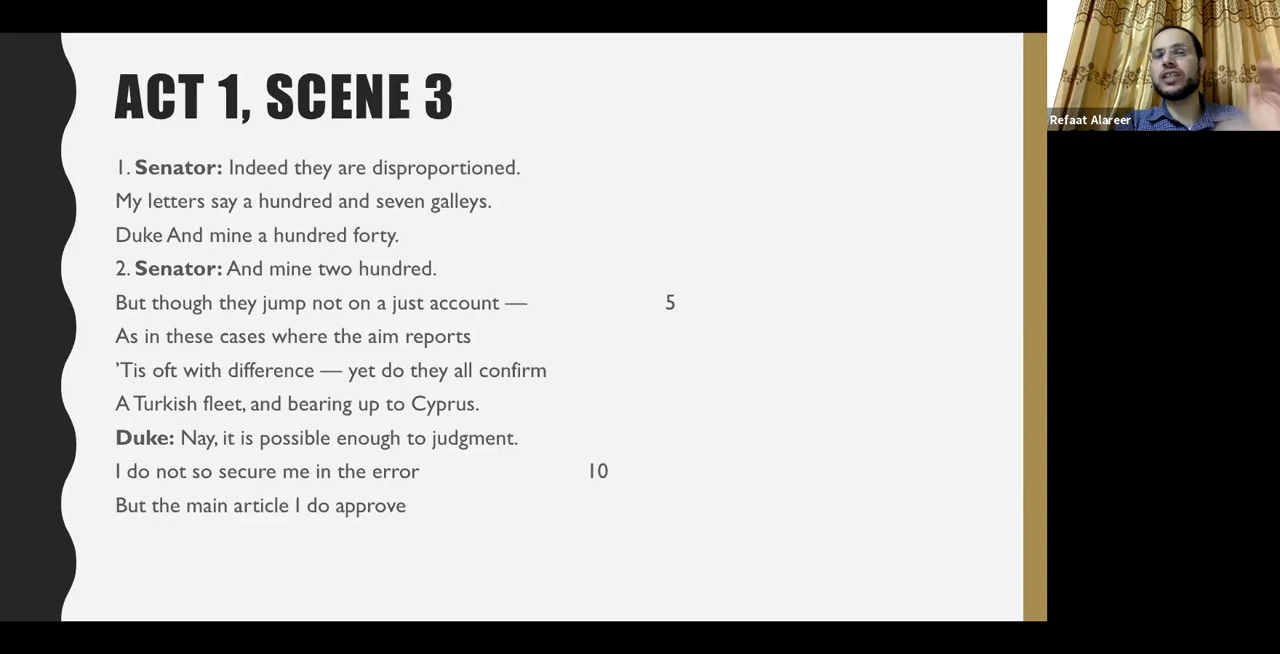 ACT 1, SCENE 3
1. Senator: Indeed they are disproportioned.
My letters say a hundred and seven galleys.
Duke And mine a hundred forty.
2. Senator: And mine two hundred.
But though they jump not on a just account — 5
As in these cases where the aim reports
’Tis oft with difference — yet do they all confirm
A Turkish fleet, and bearing up to Cyprus.
Duke: Nay, it is possible enough to judgment.
I do not so secure me in the error 10
But the main article I do approve
Refaat Alareer